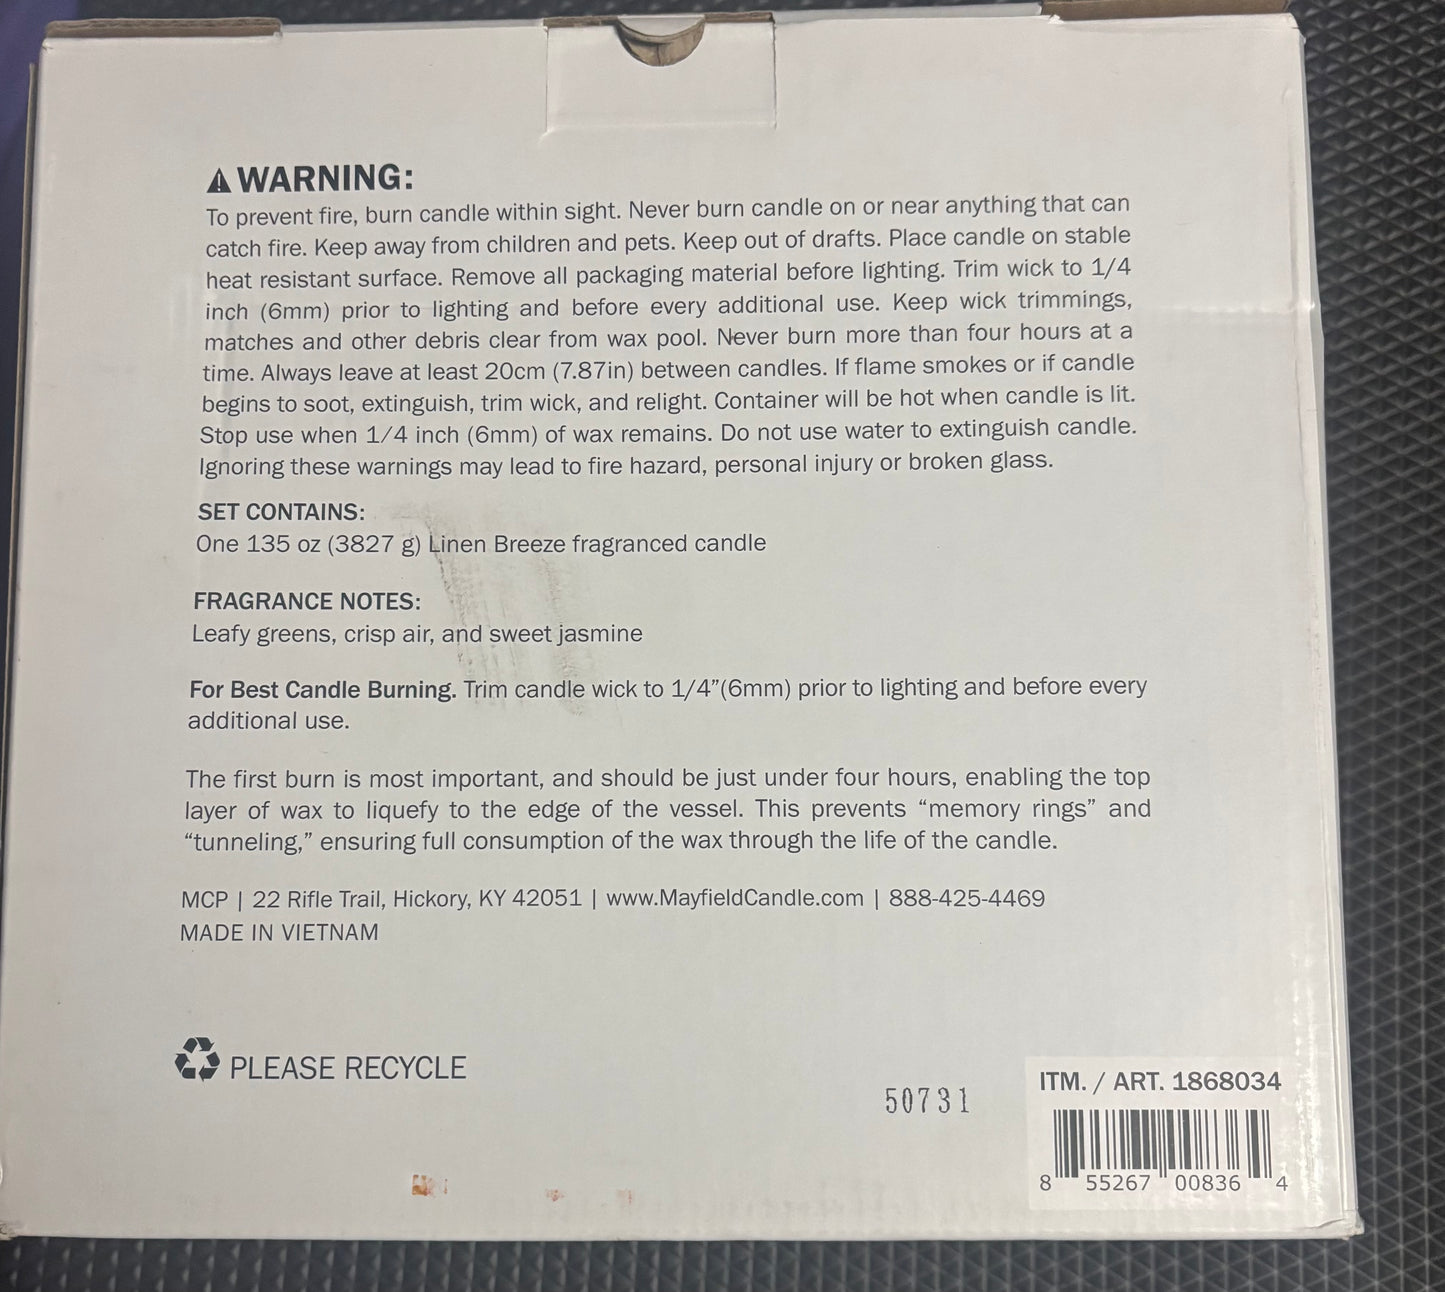 WARNING:
To prevent fire, burn candle within sight. Never burn candle on or near anything that can
catch fire. Keep away from children and pets. Keep out of drafts. Place candle on stable
heat resistant surface. Remove all packaging material before lighting. Trim wick to 1/4
inch (6mm) prior to lighting and before every additional use. Keep wick trimmings,
matches and other debris clear from wax pool. Never burn more than four hours at a
time. Always leave at least 20cm (7.87in) between candles. If flame smokes or if candle
begins to soot, extinguish, trim wick, and relight. Container will be hot when candle is lit.
Stop use when 1/4 inch (6mm) of wax remains. Do not use water to extinguish candle.
Ignoring these warnings may lead to fire hazard, personal injury or broken glass.
SET CONTAINS:
One 135 oz (3827 g) Linen Breeze fragranced candle
FRAGRANCE NOTES:
Leafy greens, crisp air, and sweet jasmine
For Best Candle Burning. Trim candle wick to 1/4”(6mm) prior to lighting and before every
additional use.
The first burn is most important, and should be just under four hours, enabling the top
layer of wax to liquefy to the edge of the vessel. This prevents “memory rings” and
“tunneling,” ensuring full consumption of the wax through the life of the candle.
MCP | 22 Rifle Trail, Hickory, KY 42051 | www.MayfieldCandle.com | 888-425-4469
MADE IN VIETNAM
PLEASE RECYCLE
50731
ITM. / ART. 1868034
8 55267 00836 4